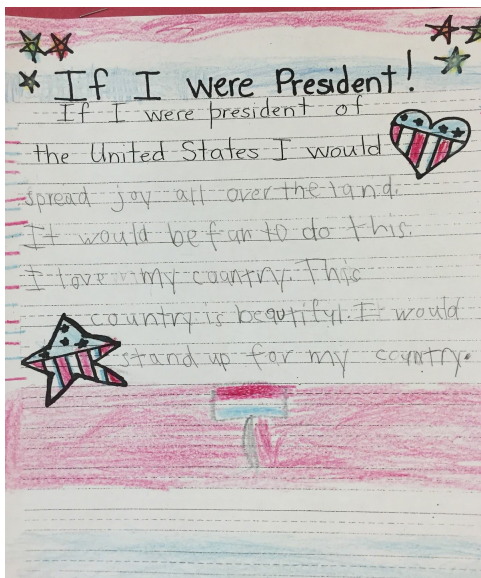 If I were President!
If I were president of
the United States I would
spread joy all over the land.
It would be fun to do this.
I love my country. This
country is beautiful. It would
stand up for my country.